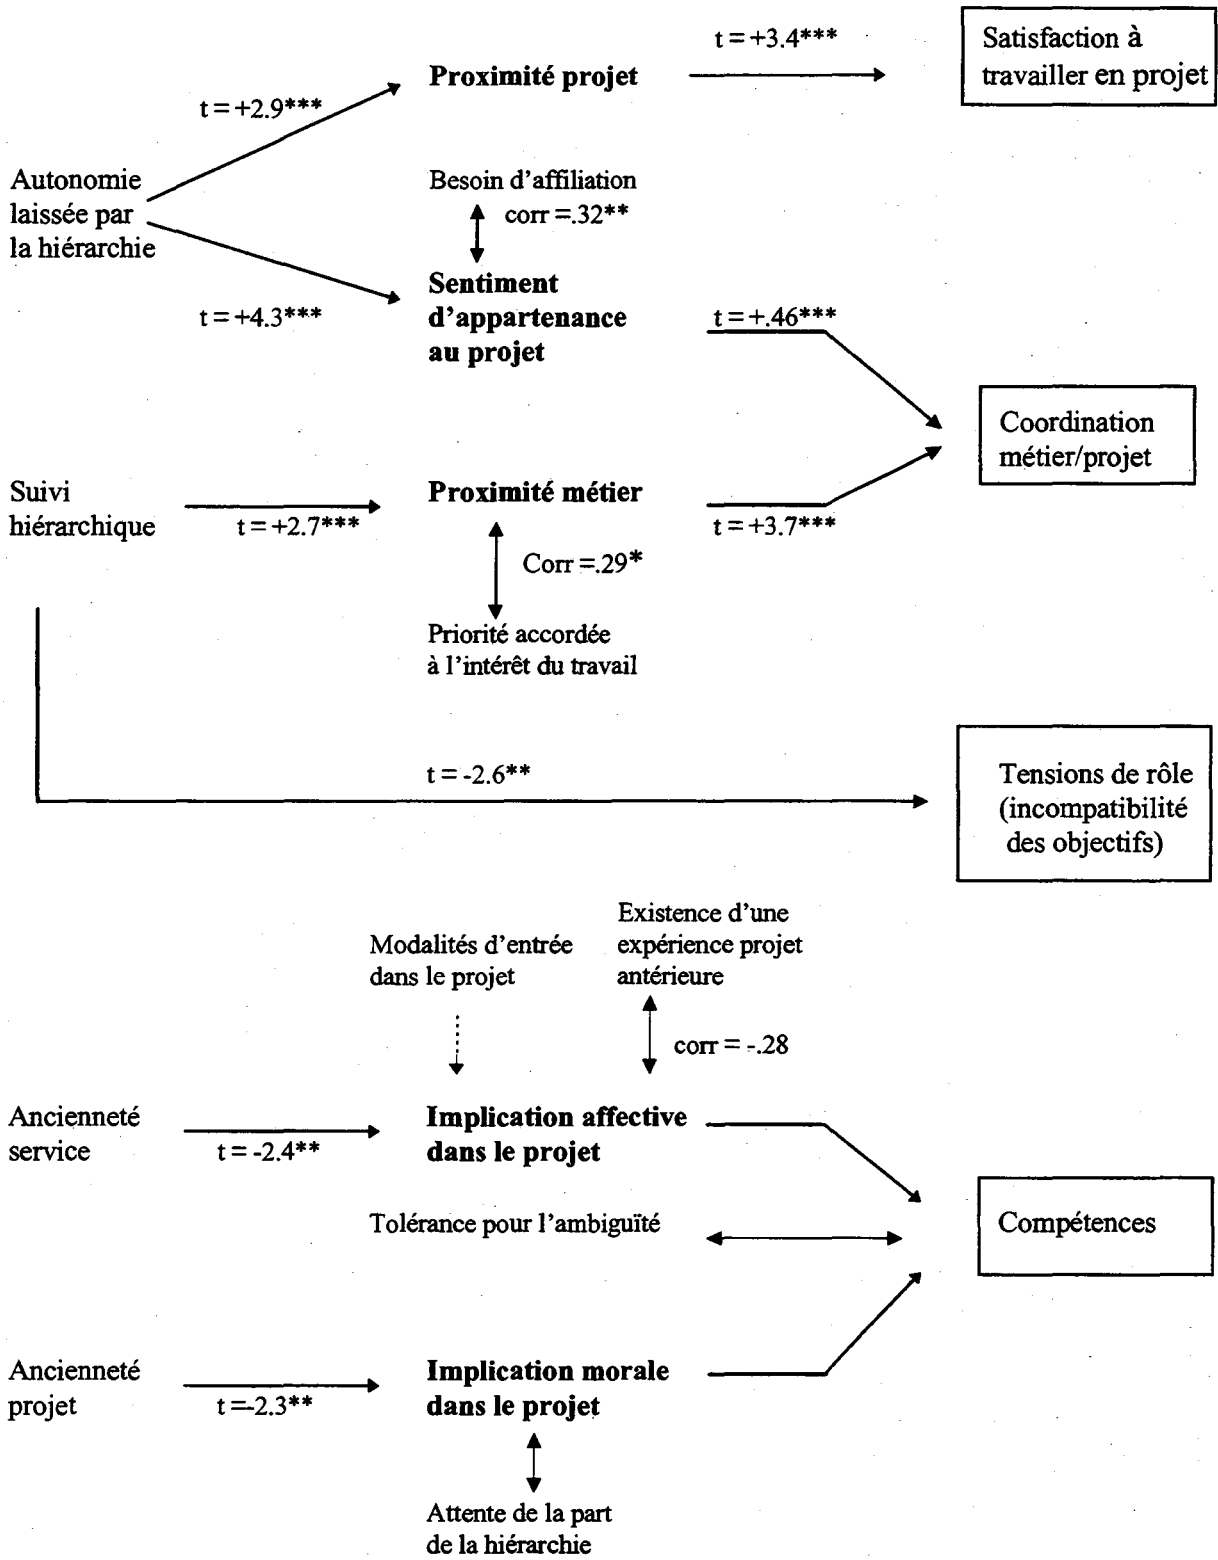 t = +3.4***
Satisfaction à
travailler en projet
Proximité projet
t = +2.9***
Autonomie
laissée par
la hiérarchie
Besoin d'affiliation
corr =.32**
Sentiment
d'appartenance
au projet
t = +4.3***
t = +.46***
Coordination
métier/projet
Suivi
hiérarchique
t = +2.7***
Proximité métier
t = +3.7***
Corr =.29*
Priorité accordée
à l'intérêt du travail
t = -2.6**
Tensions de rôle
(incompatibilité
des objectifs)
Modalités d'entrée
dans le projet
Existence d'une
expérience projet
antérieure
corr = -.28
Ancienneté
service
t = -2.4**
Implication affective
dans le projet
Tolérance pour l'ambiguïté
Compétences
Ancienneté
projet
t =-2.3**
Implication morale
dans le projet
Attente de la part
de la hiérarchie